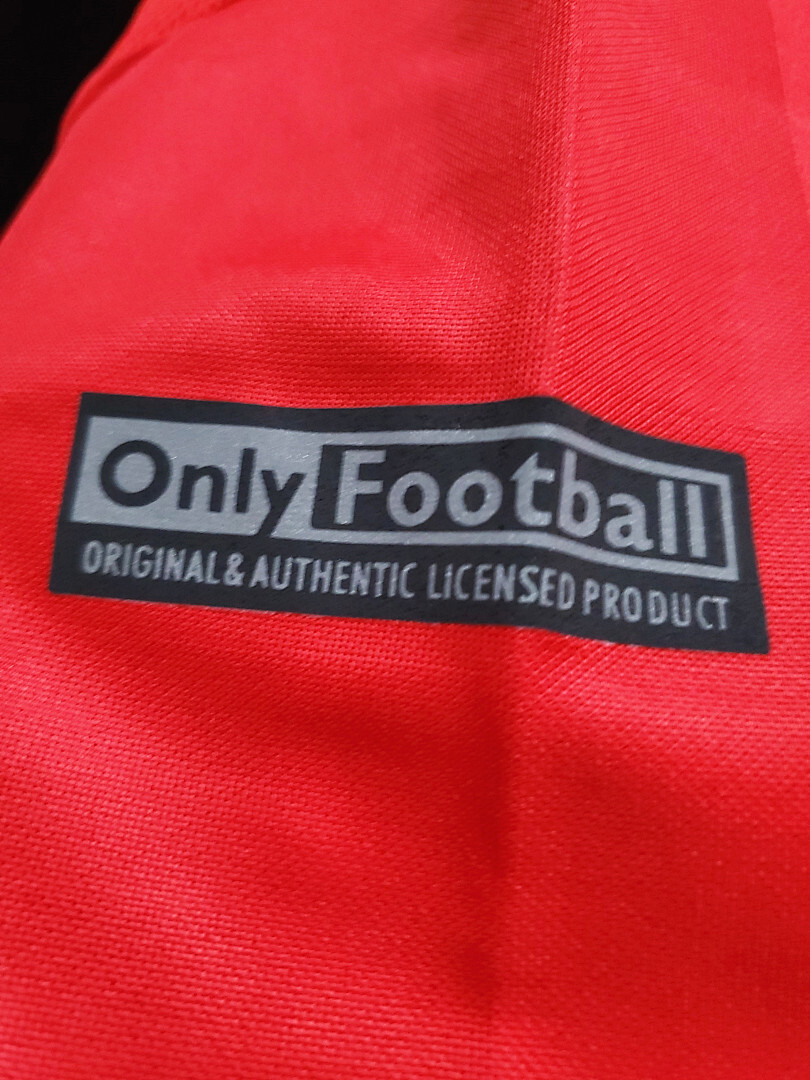 Only Football
ORIGINAL & AUTHENTIC LiCENSED PRODUCT